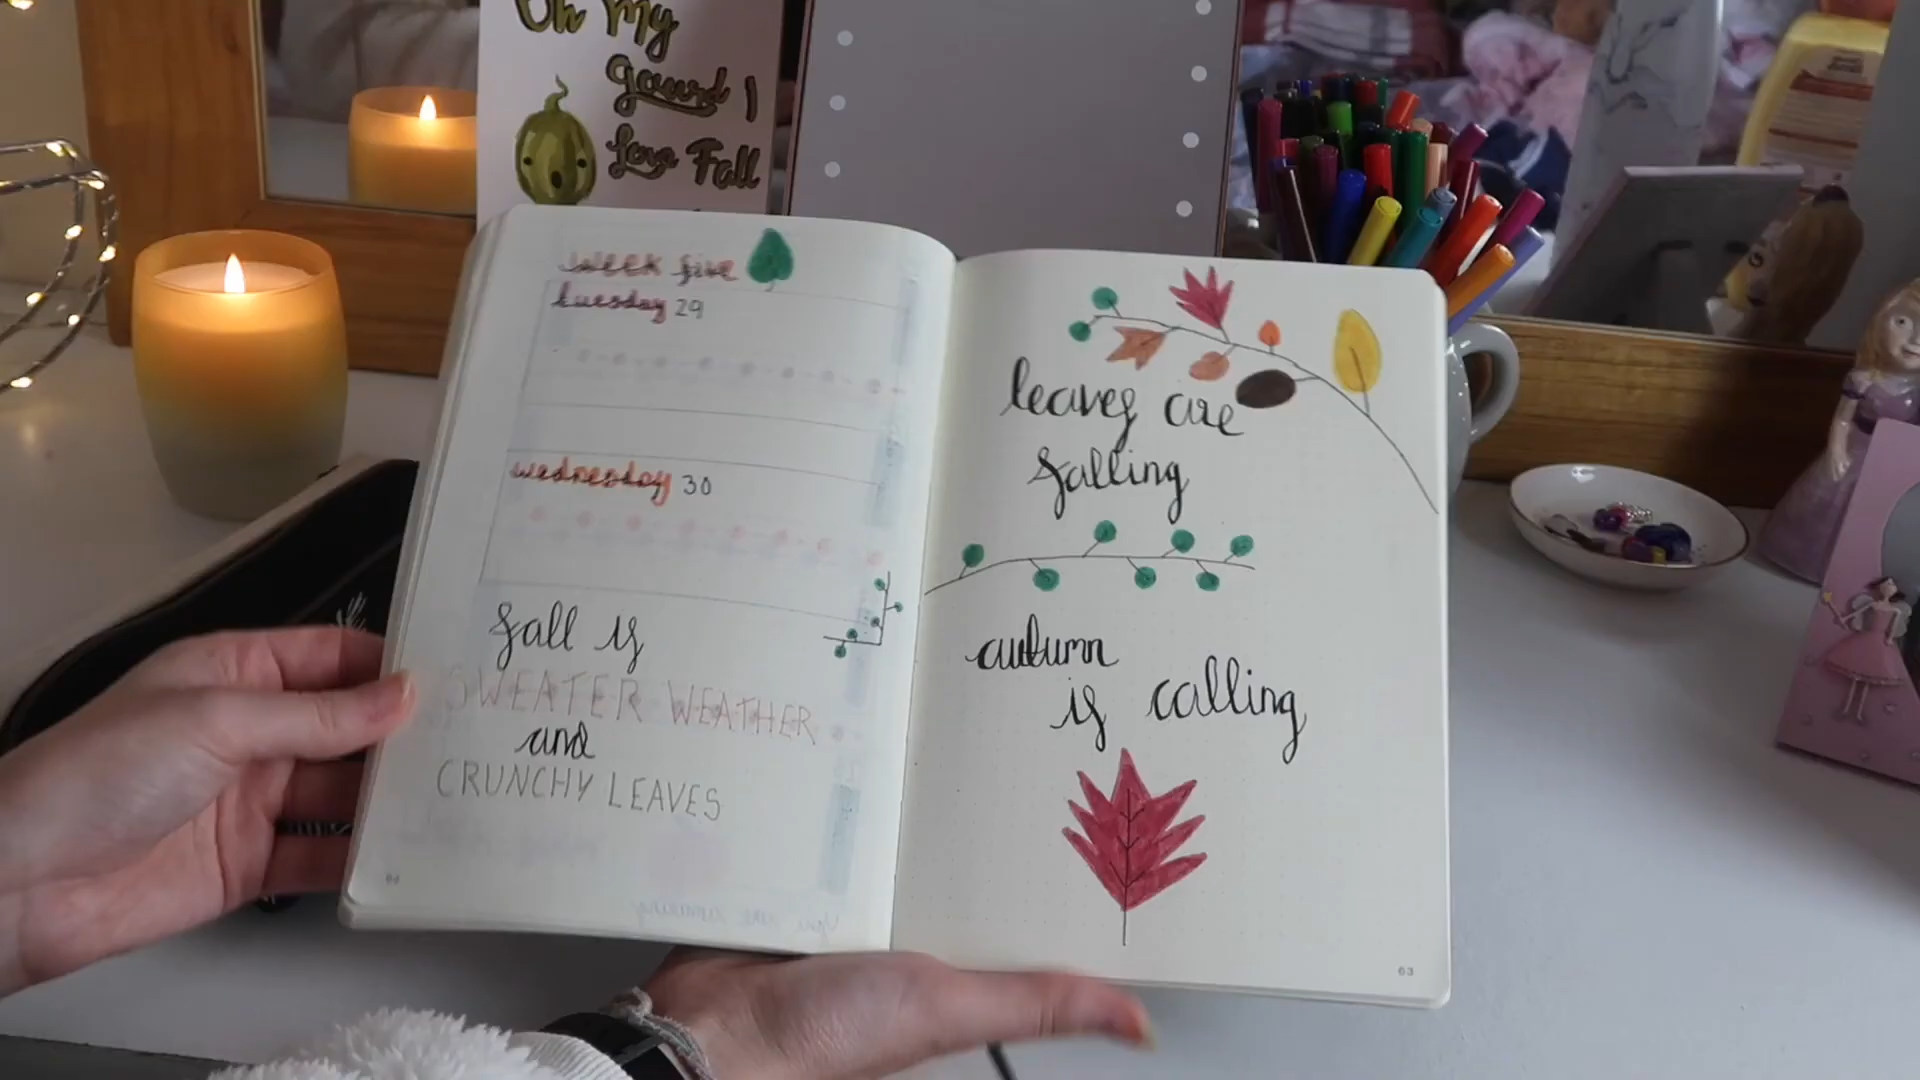 Oh My
Gourd I
Love Fall
week five
tuesday 29
wednesday 30
fall is
SWEATER WEATHER
and
CRUNCHY LEAVES
leaves are
falling
autumn
is calling
63